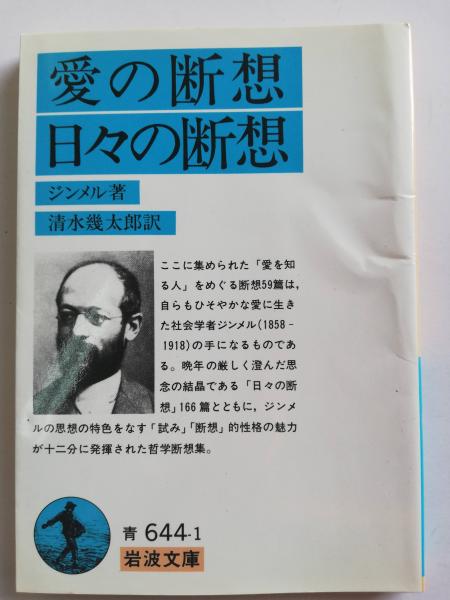 愛の断想
日々の断想
ジンメル著
清水幾太郎訳
ここに集められた「愛を知
る人」をめぐる断想59篇は，
自らもひそやかな愛に生き
た社会学者ジンメル(1858‐
1918)の手になるものであ
る。晩年の厳しく澄んだ思
念の結晶である「日々の断
想」166篇とともに，ジンメ
ルの思想の特色をなす「試み」「断想」的性格の魅力
が十二分に発揮された哲学断想集。
青 644-1
岩波文庫